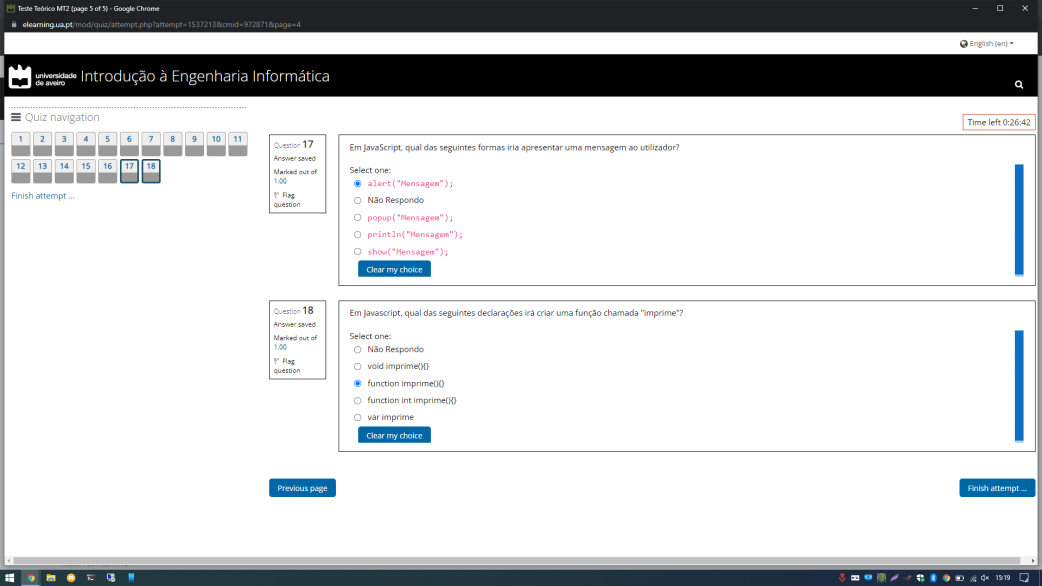 Teste Teórico MT2 (page 5 of 5) - Google Chrome
elearning.ua.pt/mod/quiz/attempt.php?attempt=1537213&cmid=972871&page=4
English (en)
universidade de aveiro
Introdução à Engenharia Informática
Quiz navigation
1 2 3 4 5 6 7 8 9 10 11
12 13 14 15 16 17 18
Finish attempt ...
Time left 0:26:42
Question 17
Answer saved
Marked out of
1.00
Flag
question
Em JavaScript, qual das seguintes formas iria apresentar uma mensagem ao utilizador?
Select one:
alert("Mensagem");
Não Respondo
popup("Mensagem");
println("Mensagem");
show("Mensagem");
Clear my choice
Question 18
Answer saved
Marked out of
1.00
Flag
question
Em Javascript, qual das seguintes declarações irá criar uma função chamada "imprime"?
Select one:
Não Respondo
void imprime(){}
function imprime(){}
function int imprime(){}
var imprime
Clear my choice
Previous page
Finish attempt ...
15:19